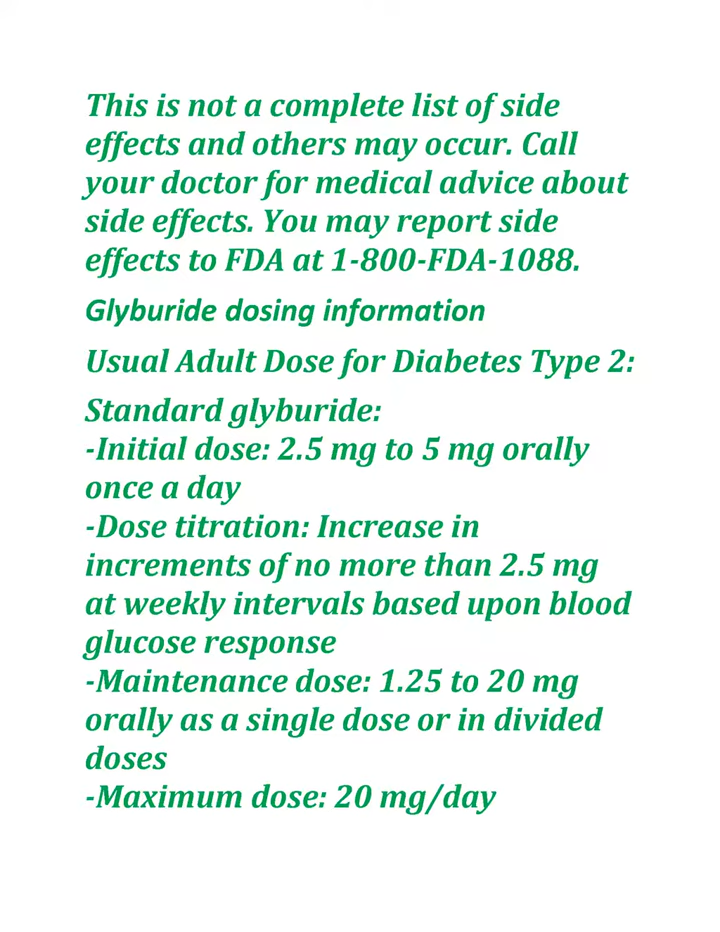 This is not a complete list of side
effects and others may occur. Call
your doctor for medical advice about
side effects. You may report side
effects to FDA at 1-800-FDA-1088.
Glyburide dosing information
Usual Adult Dose for Diabetes Type 2:
Standard glyburide:
-Initial dose: 2.5 mg to 5 mg orally
once a day
-Dose titration: Increase in
increments of no more than 2.5 mg
at weekly intervals based upon blood
glucose response
-Maintenance dose: 1.25 to 20 mg
orally as a single dose or in divided
doses
-Maximum dose: 20 mg/day